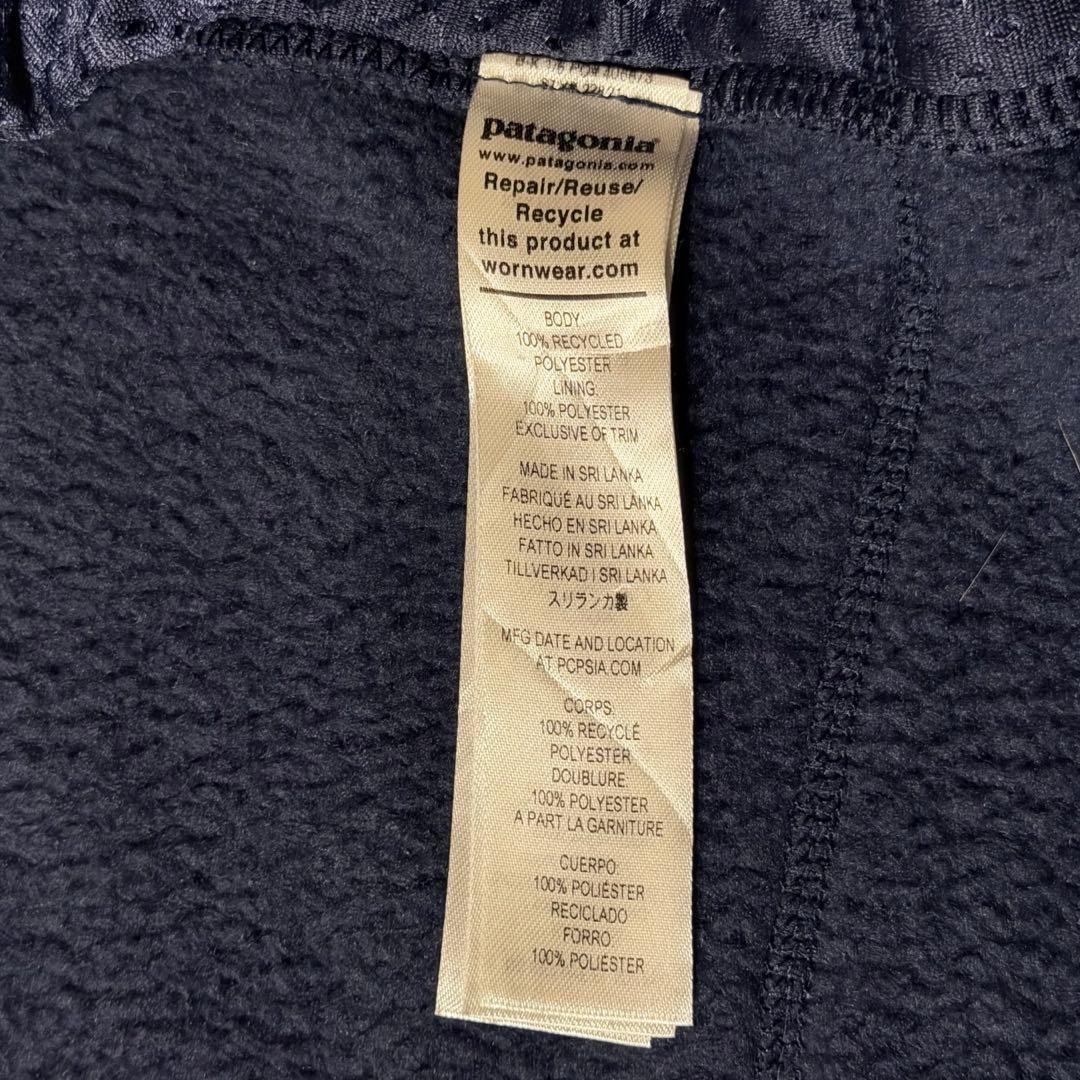 patagonia®
www.patagonia.com
Repair/Reuse/
Recycle
this product at
wornwear.com
BODY:
100% RECYCLED
POLYESTER
LINING:
100% POLYESTER
EXCLUSIVE OF TRIM
MADE IN SRI LANKA
FABRIQUÉ AU SRI LANKA
HECHO EN SRI LANKA
FATTO IN SRI LANKA
TILLVERKAD I SRI LANKA
スリランカ製
MFG DATE AND LOCATION
AT PCPSIA.COM
CORPS:
100% RECYCLÉ
POLYESTER
DOUBLURE:
100% POLYESTER
A PART LA GARNITURE
CUERPO:
100% POLIÉSTER
RECICLADO
FORRO:
100% POLIÉSTER